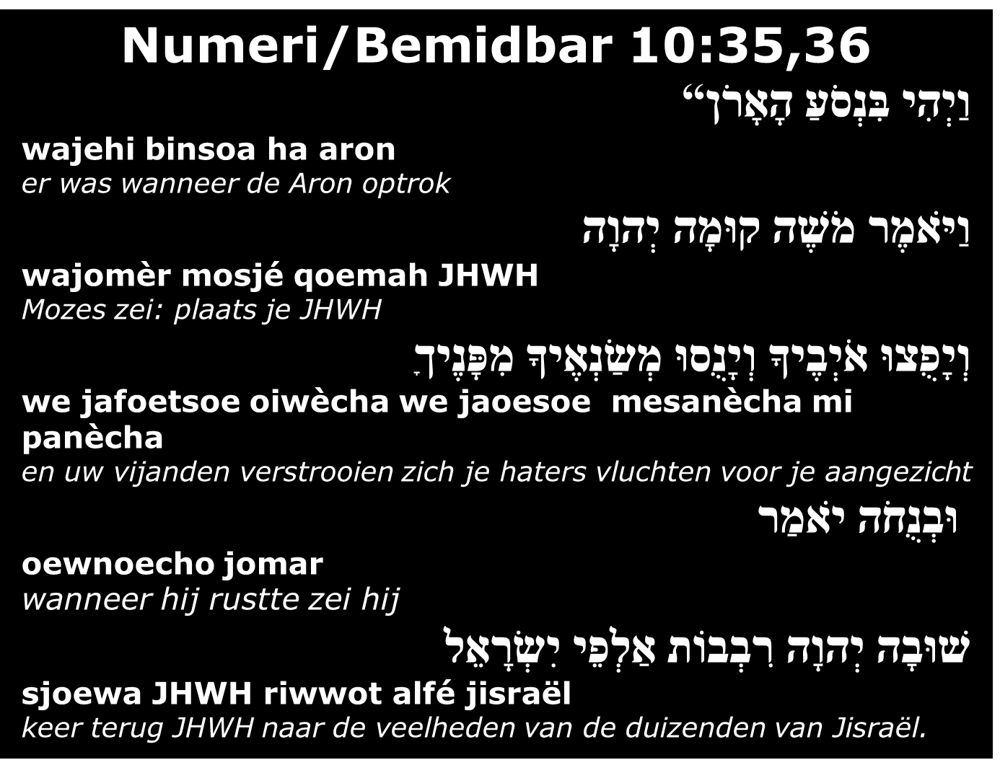 Numeri/Bemidbar 10:35,36
וַיְהִי בִּנְסֹעַ הָאָרֹן“
wajehi binsoa ha aron
er was wanneer de Aron optrok
וַיֹּאמֶר מֹשֶׁה קוּמָה יְהוָה
wajomèr mosjé qoemah JHWH
Mozes zei: plaats je JHWH
וְיָפֻצוּ אֹיְבֶיךָ וְיָנֻסוּ מְשַׂנְאֶיךָ מִפָּנֶיךָ
we jafoetsoe oiwècha we jaoesoe  mesanècha mi
panècha
en uw vijanden verstrooien zich je haters vluchten voor je aangezicht
וּבְנֻחֹה יֹאמַר
oewnoecho jomar
wanneer hij rustte zei hij
שׁוּבָה יְהוָה רִבְבוֹת אַלְפֵי יִשְׂרָאֵל
sjoewa JHWH riwwot alfé jisraël
keer terug JHWH naar de veelheden van de duizenden van Jisraël.